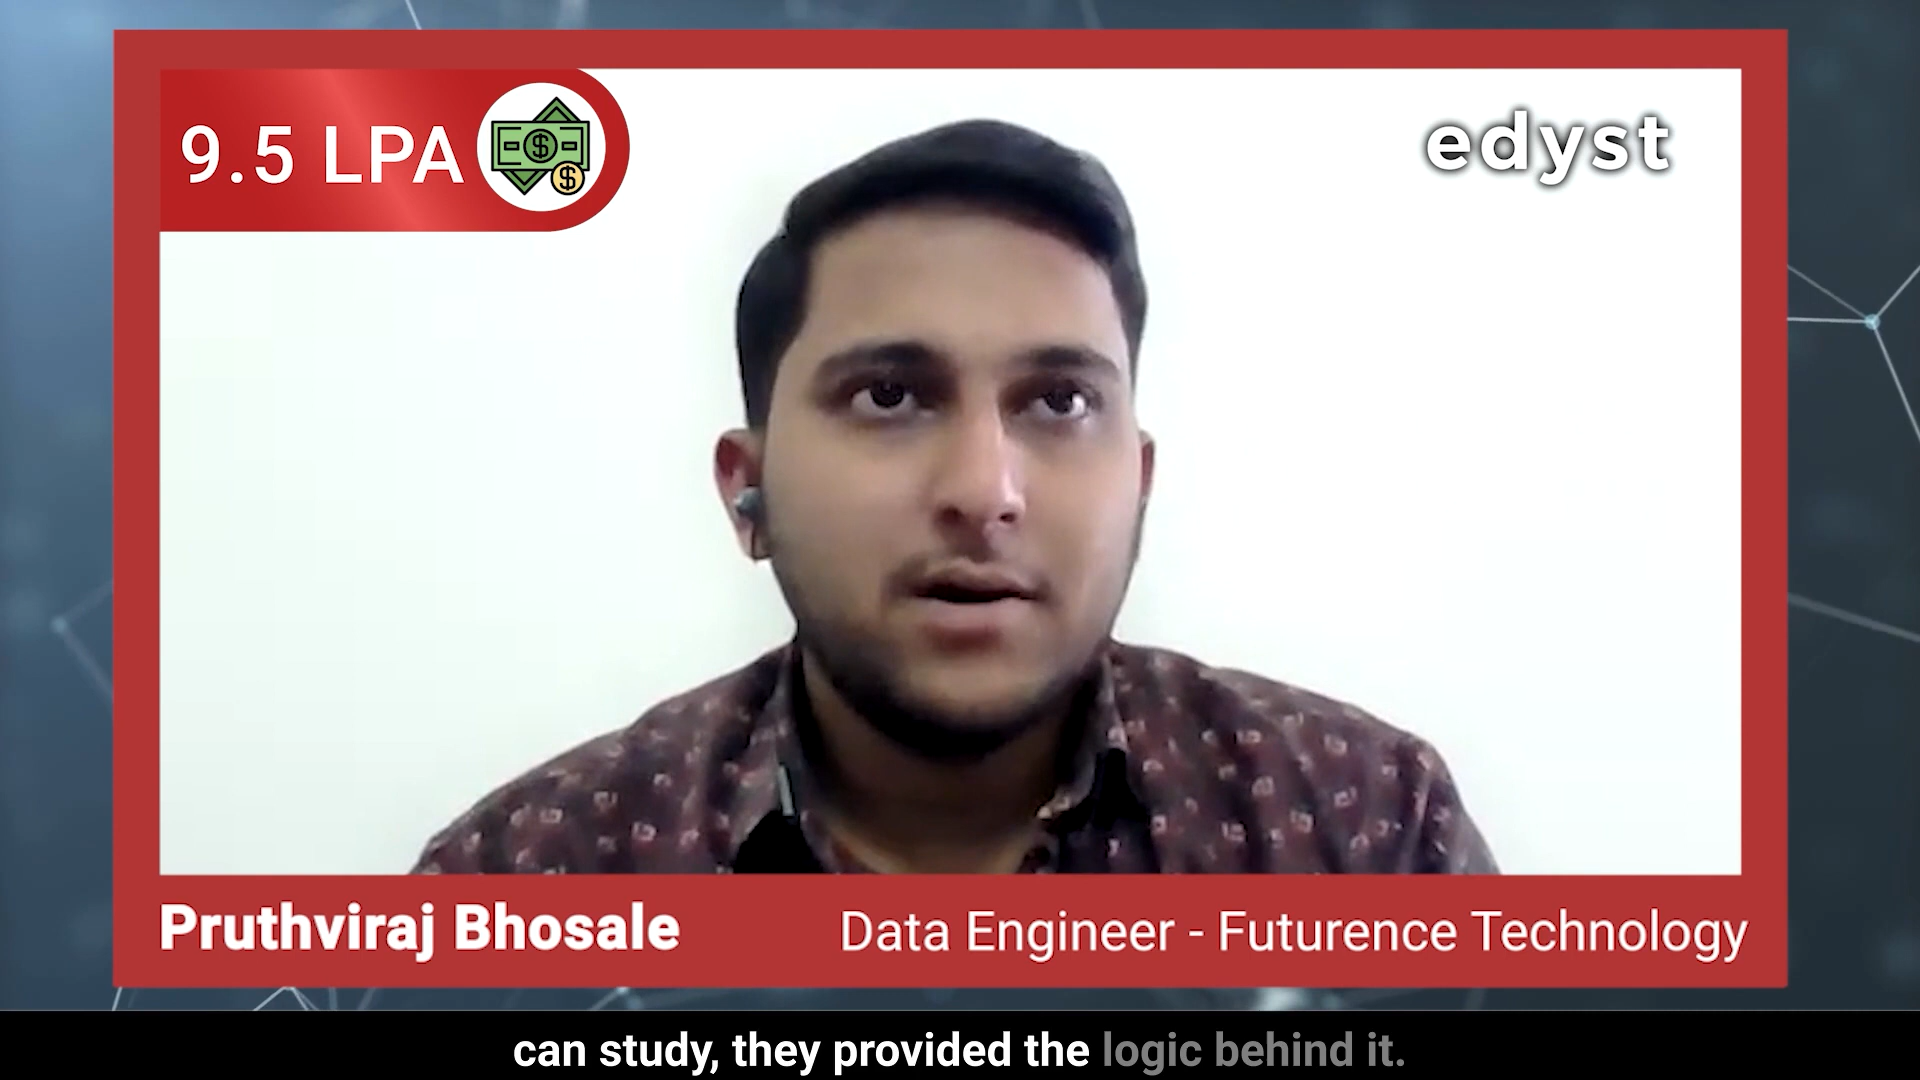 9.5 LPA
edyst
Pruthviraj Bhosale
Data Engineer - Futurence Technology
can study, they provided the logic behind it.